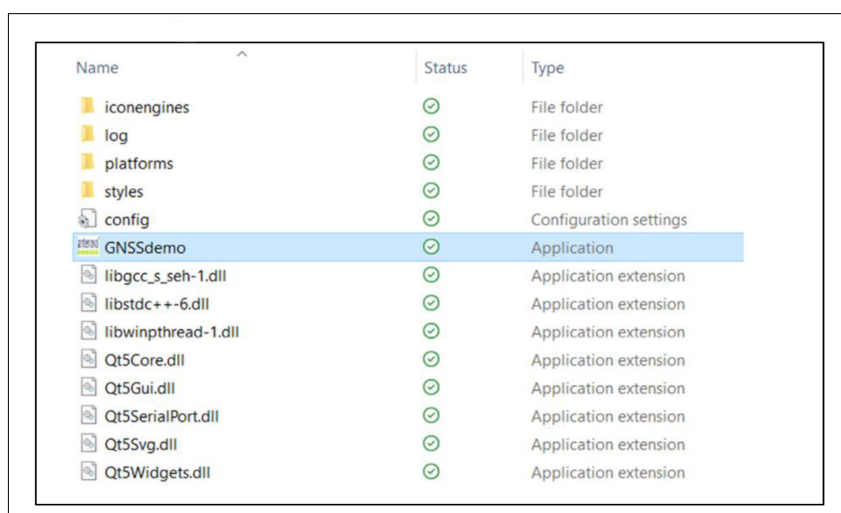 Name Status Type
iconengines File folder
log File folder
platforms File folder
styles File folder
config Configuration settings
GNSSdemo Application
libgcc_s_seh-1.dll Application extension
libstdc++-6.dll Application extension
libwinpthread-1.dll Application extension
Qt5Core.dll Application extension
Qt5Gui.dll Application extension
Qt5SerialPort.dll Application extension
Qt5Svg.dll Application extension
Qt5Widgets.dll Application extension